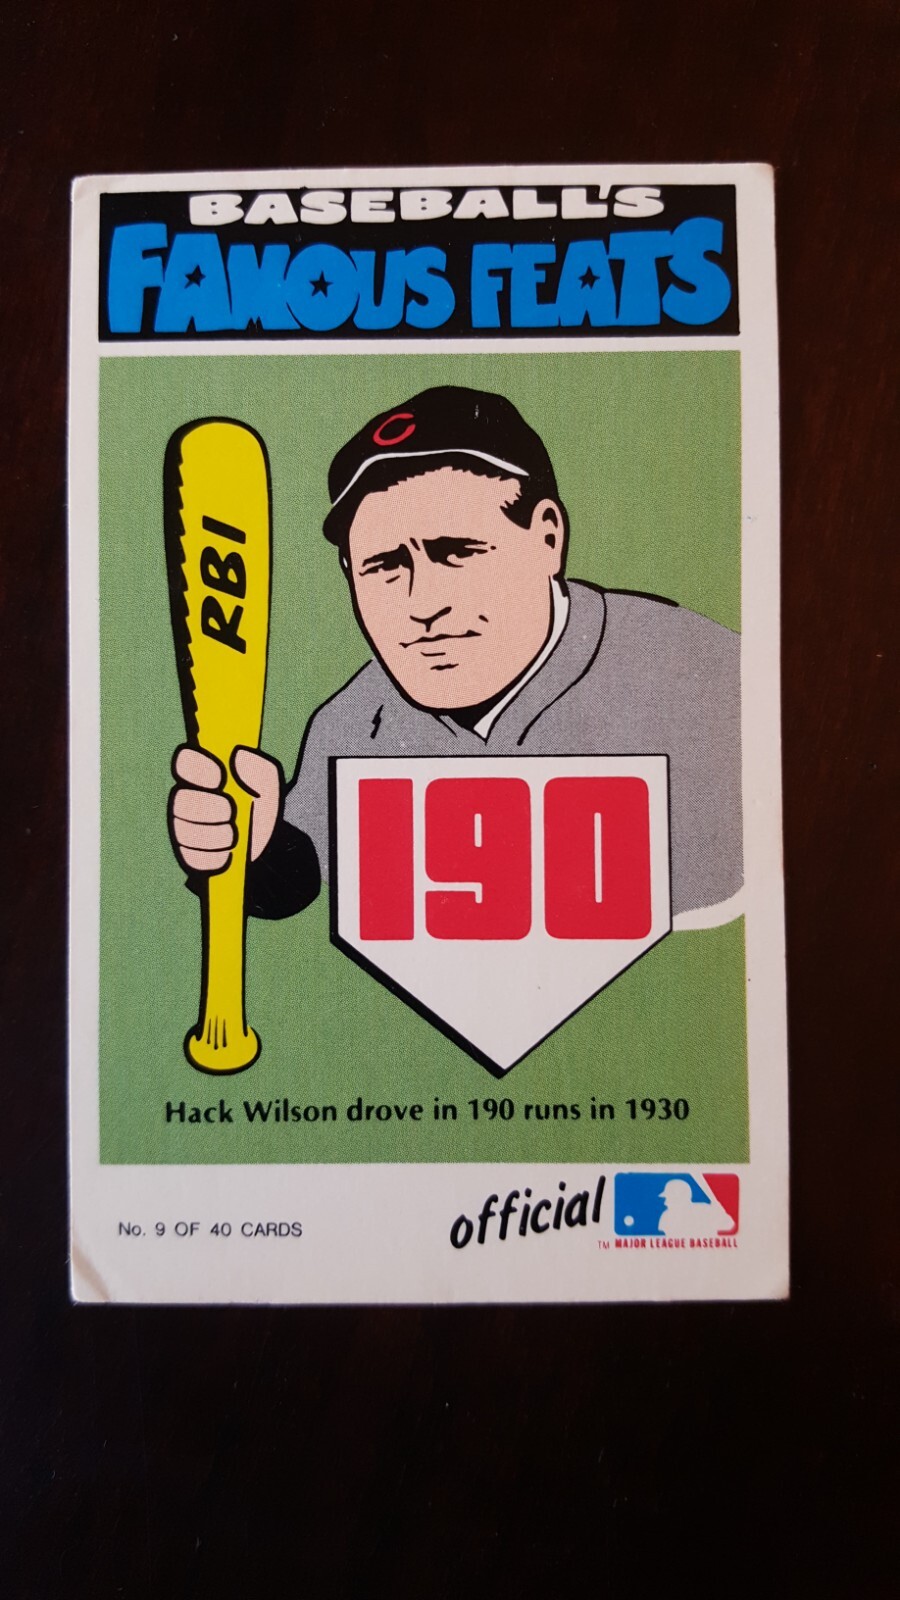 BASEBALL'S
FAMOUS FEATS
C
RBI
190
Hack Wilson drove in 190 runs in 1930
No. 9 OF 40 CARDS
official
TM MAJOR LEAGUE BASEBALL